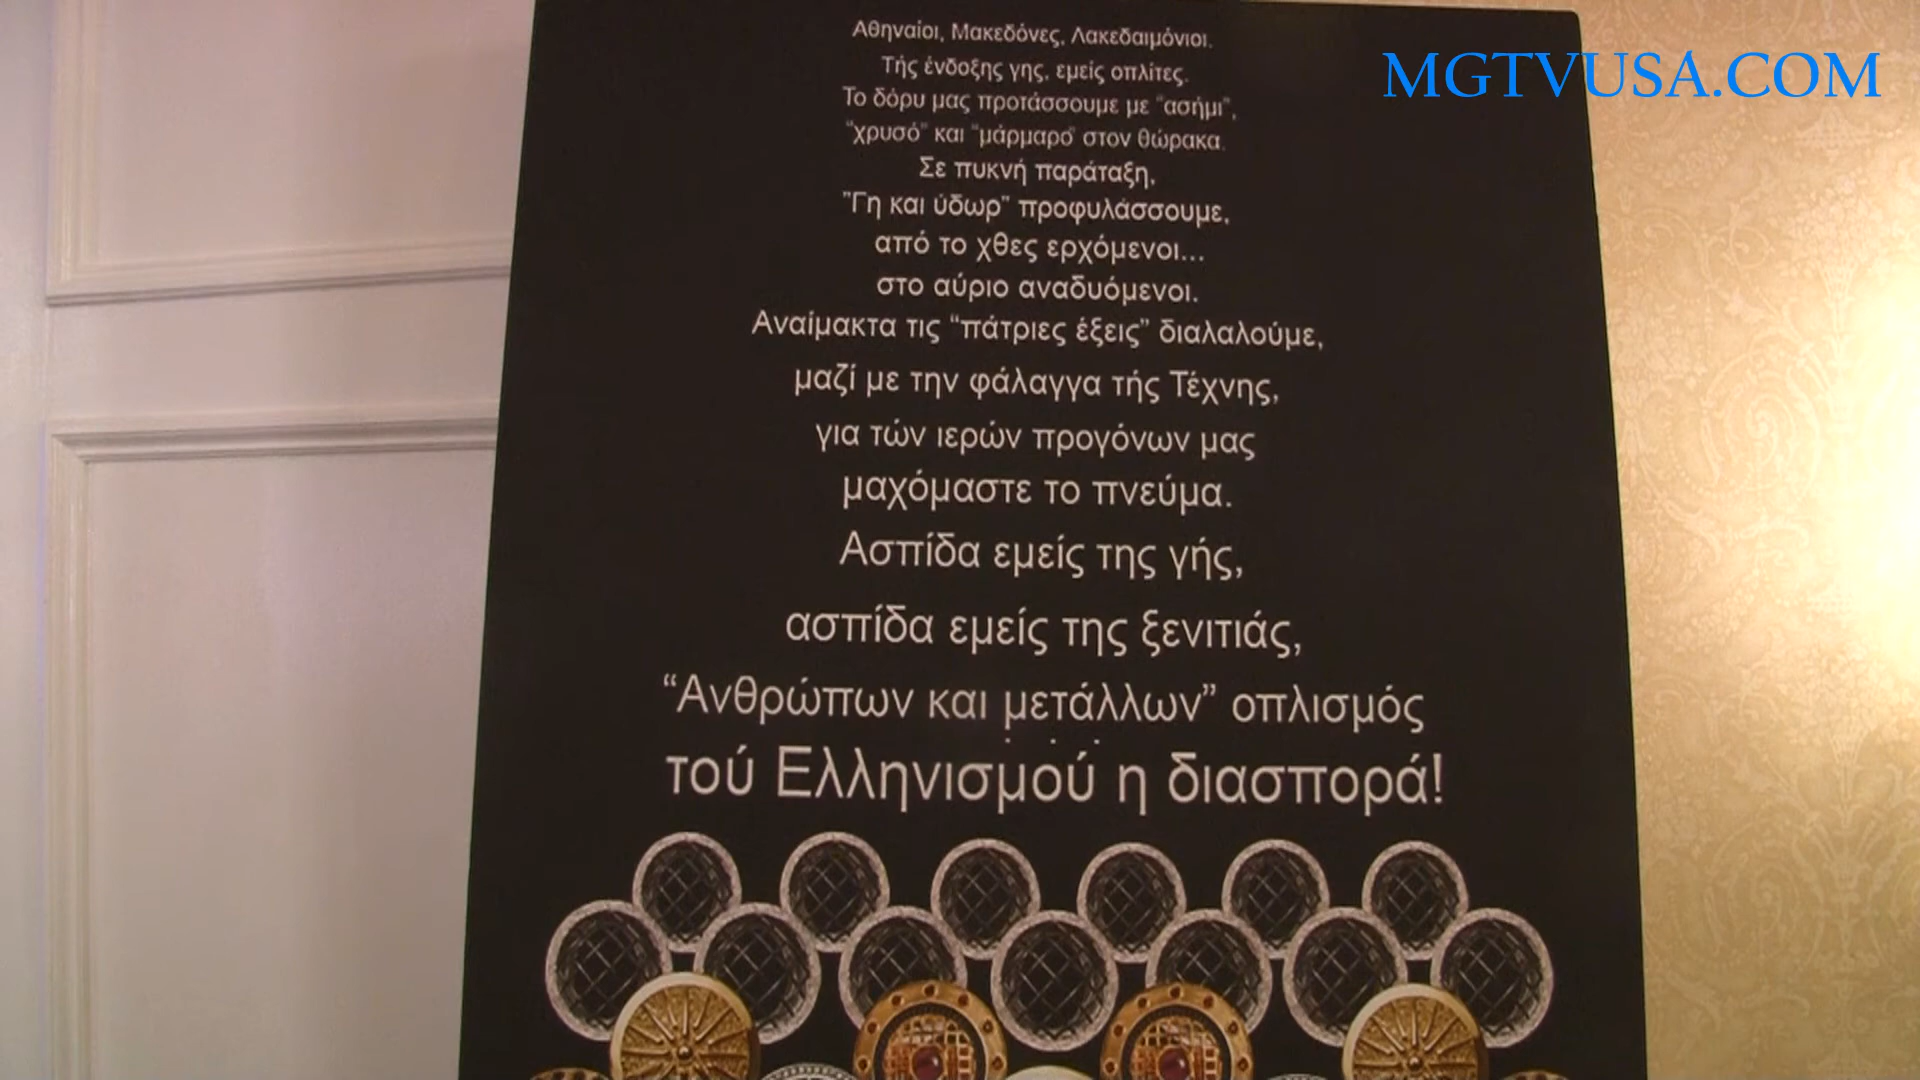 MGTVUSA.COM
Αθηναίοι, Μακεδόνες, Λακεδαιμόνιοι.
Τής ένδοξης γης, εμείς οπλίτες.
Το δόρυ μας προτάσσουμε με “ασήμι”,
“χρυσό” και “μάρμαρο” στον θώρακα.
Σε πυκνή παράταξη,
”Γη και ύδωρ” προφυλάσσουμε,
από το χθες ερχόμενοι...
στο αύριο αναδυόμενοι.
Αναίμακτα τις “πάτριες έξεις” διαλαλούμε,
μαζί με την φάλαγγα τής Τέχνης,
για τών ιερών προγόνων μας
μαχόμαστε το πνεύμα.
Ασπίδα εμείς της γής,
ασπίδα εμείς της ξενιτιάς,
“Ανθρώπων και μετάλλων” οπλισμός
τού Ελληνισμού η διασπορά!